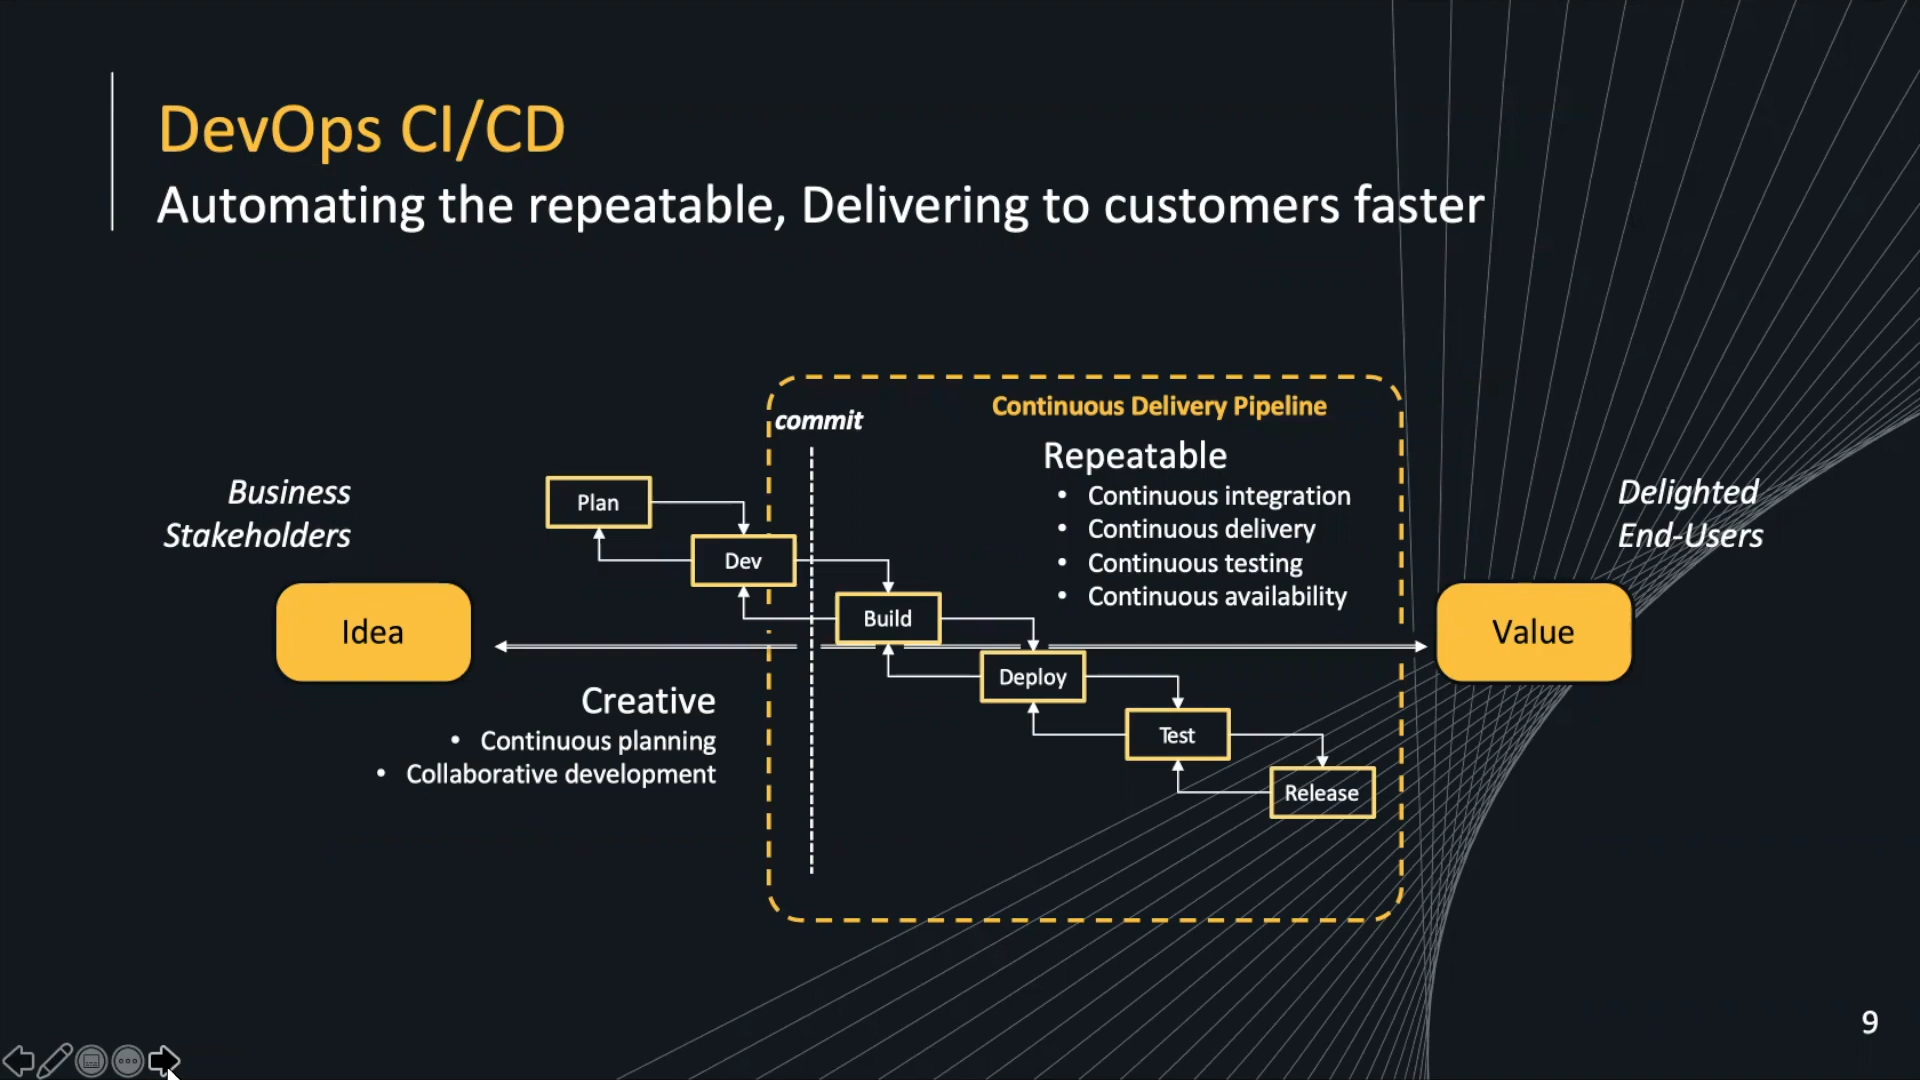 DevOps CI/CD
Automating the repeatable, Delivering to customers faster
Continuous Delivery Pipeline
commit
Repeatable
• Continuous integration
• Continuous delivery
• Continuous testing
• Continuous availability
Business
Stakeholders
Idea
Plan
Dev
Build
Deploy
Test
Release
Creative
• Continuous planning
• Collaborative development
Delighted
End-Users
Value
9